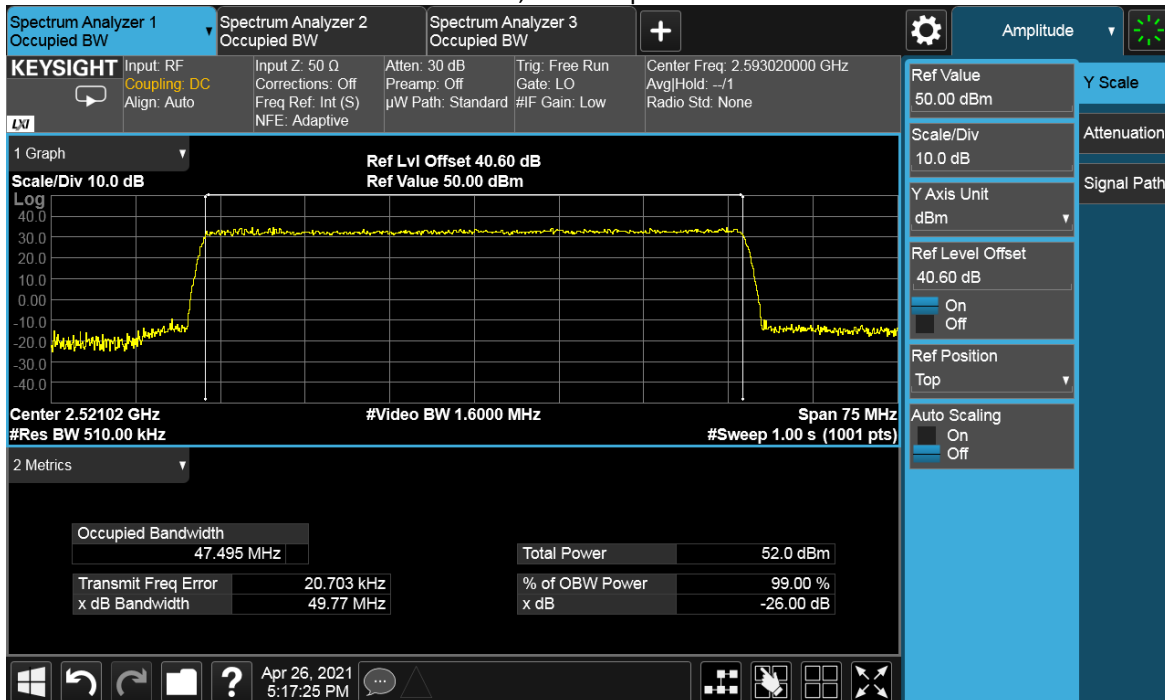 Spectrum Analyzer 1
Occupied BW
Spectrum Analyzer 2
Occupied BW
Spectrum Analyzer 3
Occupied BW
Amplitude
KEYSIGHT
LXI
Input: RF
Coupling: DC
Align: Auto
Input Z: 50 Ω
Corrections: Off
Freq Ref: Int (S)
NFE: Adaptive
Atten: 30 dB
Preamp: Off
µW Path: Standard
Trig: Free Run
Gate: LO
#IF Gain: Low
Center Freq: 2.593020000 GHz
Avg|Hold: --/1
Radio Std: None
1 Graph
Scale/Div 10.0 dB
Ref Lvl Offset 40.60 dB
Ref Value 50.00 dBm
Log
40.0
30.0
20.0
10.0
0.00
-10.0
-20.0
-30.0
-40.0
Center 2.52102 GHz
#Res BW 510.00 kHz
#Video BW 1.6000 MHz
Span 75 MHz
#Sweep 1.00 s (1001 pts)
2 Metrics
Occupied Bandwidth
47.495 MHz
Total Power 52.0 dBm
Transmit Freq Error 20.703 kHz
% of OBW Power 99.00 %
x dB Bandwidth 49.77 MHz
x dB -26.00 dB
Apr 26, 2021
5:17:25 PM
Ref Value
50.00 dBm
Scale/Div
10.0 dB
Y Axis Unit
dBm
Ref Level Offset
40.60 dB
On
Off
Ref Position
Top
Auto Scaling
On
Off
Y Scale
Attenuation
Signal Path